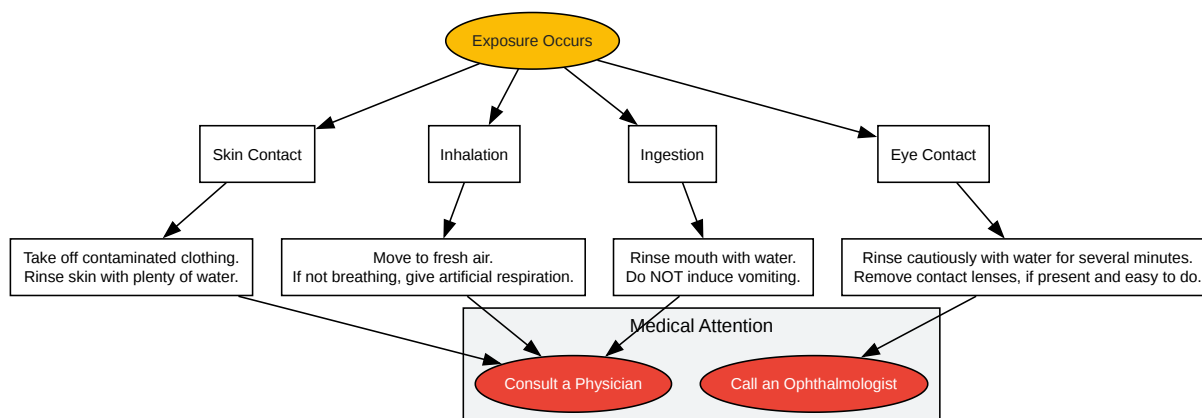 Exposure Occurs
Skin Contact
Inhalation
Ingestion
Eye Contact
Take off contaminated clothing.
Rinse skin with plenty of water.
Move to fresh air.
If not breathing, give artificial respiration.
Rinse mouth with water.
Do NOT induce vomiting.
Rinse cautiously with water for several minutes.
Remove contact lenses, if present and easy to do.
Medical Attention
Consult a Physician
Call an Ophthalmologist